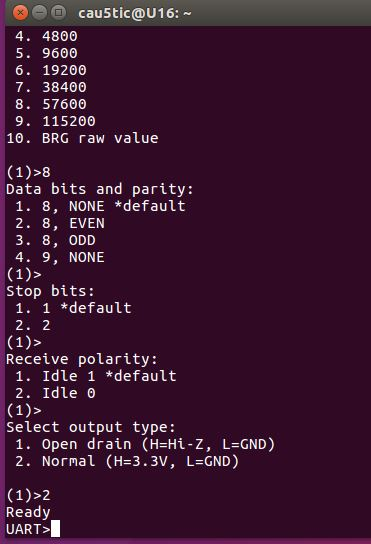 cau5tic@U16: ~
4. 4800
5. 9600
6. 19200
7. 38400
8. 57600
9. 115200
10. BRG raw value
(1)>8
Data bits and parity:
1. 8, NONE *default
2. 8, EVEN
3. 8, ODD
4. 9, NONE
(1)>
Stop bits:
1. 1 *default
2. 2
(1)>
Receive polarity:
1. Idle 1 *default
2. Idle 0
(1)>
Select output type:
1. Open drain (H=Hi-Z, L=GND)
2. Normal (H=3.3V, L=GND)
(1)>2
Ready
UART>